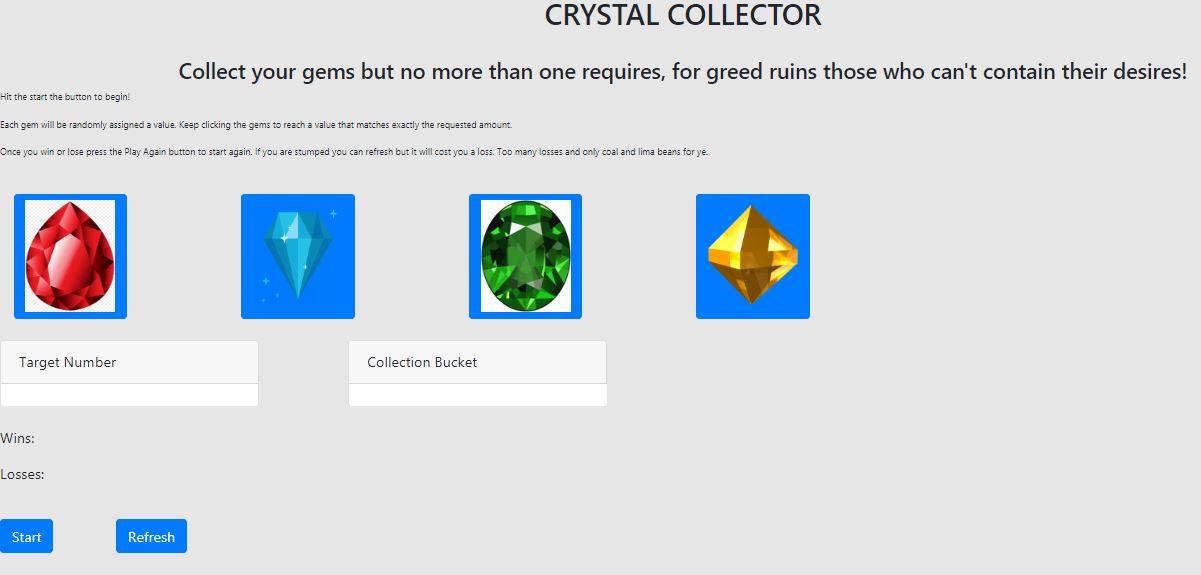 CRYSTAL COLLECTOR
Collect your gems but no more than one requires, for greed ruins those who can't contain their desires!
Hit the start the button to begin!
Each gem will be randomly assigned a value. Keep clicking the gems to reach a value that matches exactly the requested amount.
Once you win or lose press the Play Again button to start again. If you are stumped you can refresh but it will cost you a loss. Too many losses and only coal and lima beans for ye.
Target Number
Collection Bucket
Wins:
Losses:
Start
Refresh